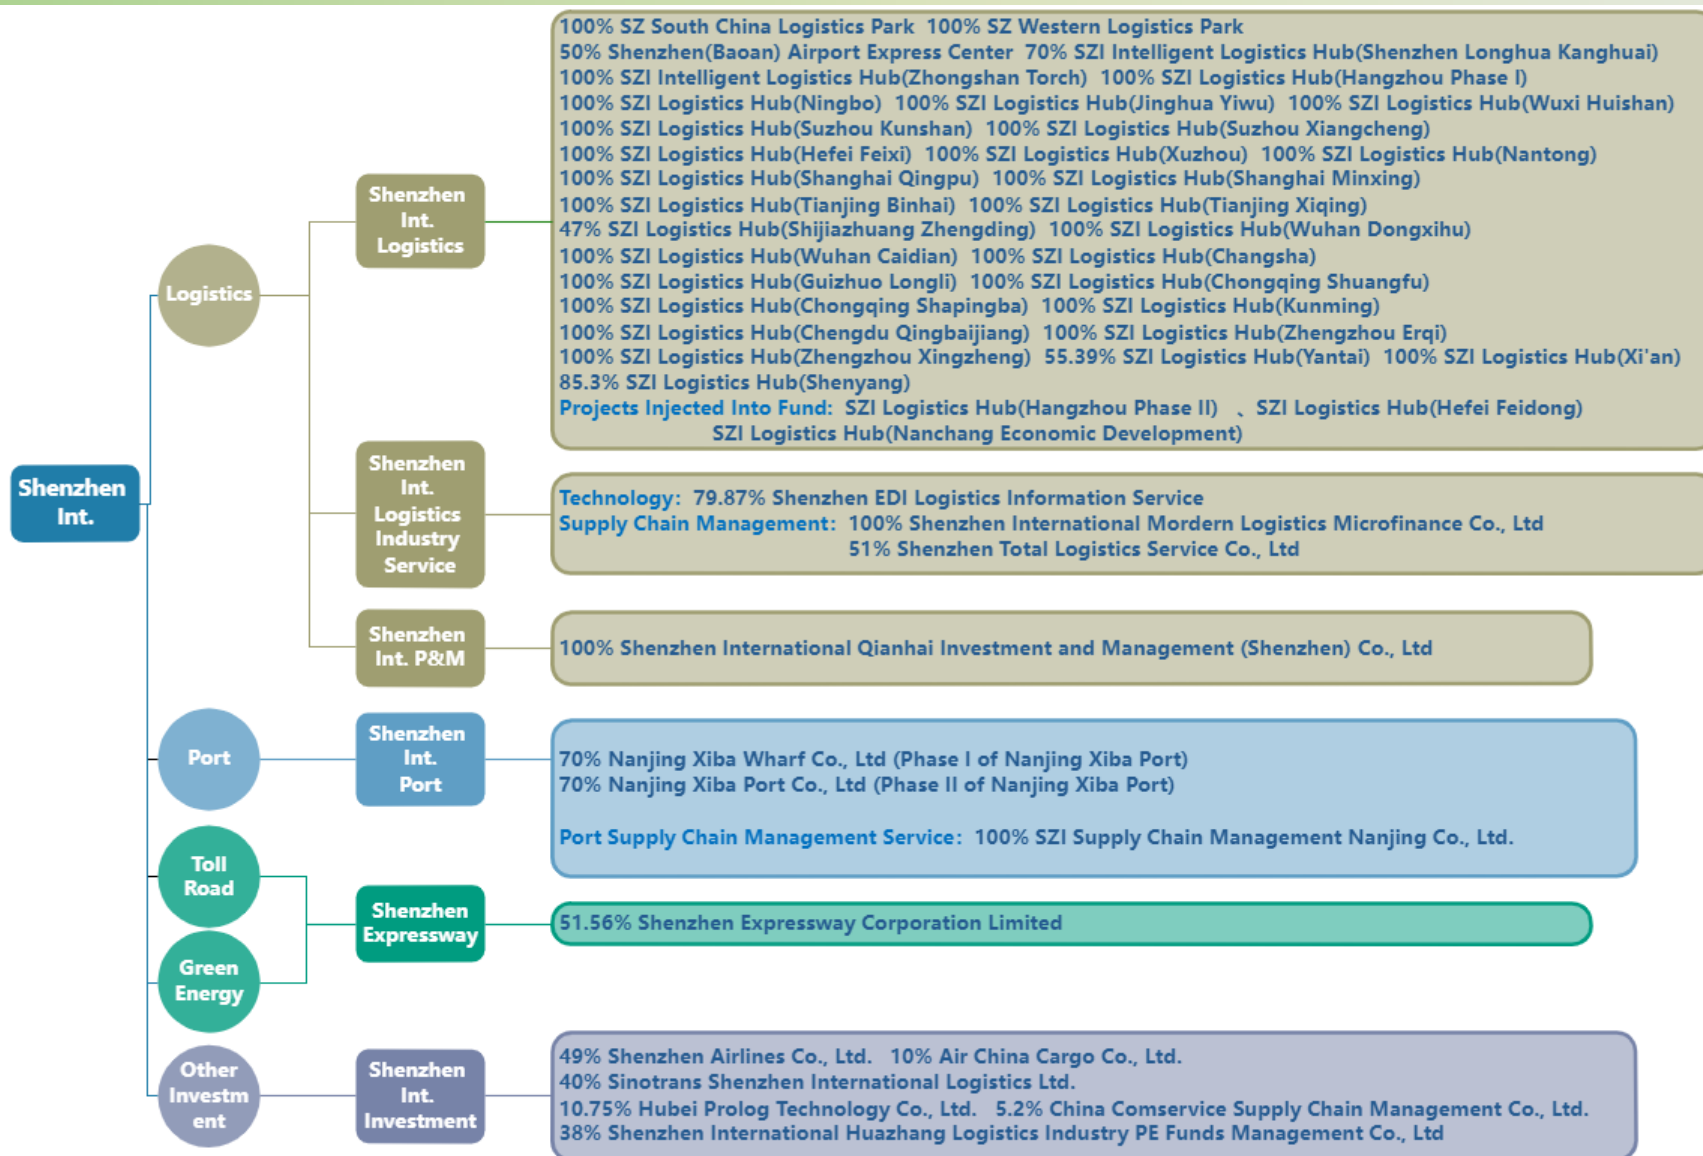 Shenzhen
Int.
Logistics
Port
Toll
Road
Green
Energy
Other
Investm
ent
Shenzhen
Int.
Logistics
Shenzhen
Int.
Logistics
Industry
Service
Shenzhen
Int. P&M
Shenzhen
Int.
Port
Shenzhen
Expressway
Shenzhen
Int.
Investment
100% SZ South China Logistics Park 100% SZ Western Logistics Park
50% Shenzhen(Baoan) Airport Express Center 70% SZI Intelligent Logistics Hub(Shenzhen Longhua Kanghuai)
100% SZI Intelligent Logistics Hub(Zhongshan Torch) 100% SZI Logistics Hub(Hangzhou Phase I)
100% SZI Logistics Hub(Ningbo) 100% SZI Logistics Hub(Jinghua Yiwu) 100% SZI Logistics Hub(Wuxi Huishan)
100% SZI Logistics Hub(Suzhou Kunshan) 100% SZI Logistics Hub(Suzhou Xiangcheng)
100% SZI Logistics Hub(Hefei Feixi) 100% SZI Logistics Hub(Xuzhou) 100% SZI Logistics Hub(Nantong)
100% SZI Logistics Hub(Shanghai Qingpu) 100% SZI Logistics Hub(Shanghai Minxing)
100% SZI Logistics Hub(Tianjing Binhai) 100% SZI Logistics Hub(Tianjing Xiqing)
47% SZI Logistics Hub(Shijiazhuang Zhengding) 100% SZI Logistics Hub(Wuhan Dongxihu)
100% SZI Logistics Hub(Wuhan Caidian) 100% SZI Logistics Hub(Changsha)
100% SZI Logistics Hub(Guizhuo Longli) 100% SZI Logistics Hub(Chongqing Shuangfu)
100% SZI Logistics Hub(Chongqing Shapingba) 100% SZI Logistics Hub(Kunming)
100% SZI Logistics Hub(Chengdu Qingbaijiang) 100% SZI Logistics Hub(Zhengzhou Erqi)
100% SZI Logistics Hub(Zhengzhou Xingzheng) 55.39% SZI Logistics Hub(Yantai) 100% SZI Logistics Hub(Xi'an)
85.3% SZI Logistics Hub(Shenyang)
Projects Injected Into Fund: SZI Logistics Hub(Hangzhou Phase II) 、SZI Logistics Hub(Hefei Feidong)
SZI Logistics Hub(Nanchang Economic Development)
Technology: 79.87% Shenzhen EDI Logistics Information Service
Supply Chain Management: 100% Shenzhen International Mordern Logistics Microfinance Co., Ltd
51% Shenzhen Total Logistics Service Co., Ltd
100% Shenzhen International Qianhai Investment and Management (Shenzhen) Co., Ltd
70% Nanjing Xiba Wharf Co., Ltd (Phase I of Nanjing Xiba Port)
70% Nanjing Xiba Port Co., Ltd (Phase II of Nanjing Xiba Port)
Port Supply Chain Management Service: 100% SZI Supply Chain Management Nanjing Co., Ltd.
51.56% Shenzhen Expressway Corporation Limited
49% Shenzhen Airlines Co., Ltd. 10% Air China Cargo Co., Ltd.
40% Sinotrans Shenzhen International Logistics Ltd.
10.75% Hubei Prolog Technology Co., Ltd. 5.2% China Comservice Supply Chain Management Co., Ltd.
38% Shenzhen International Huazhang Logistics Industry PE Funds Management Co., Ltd